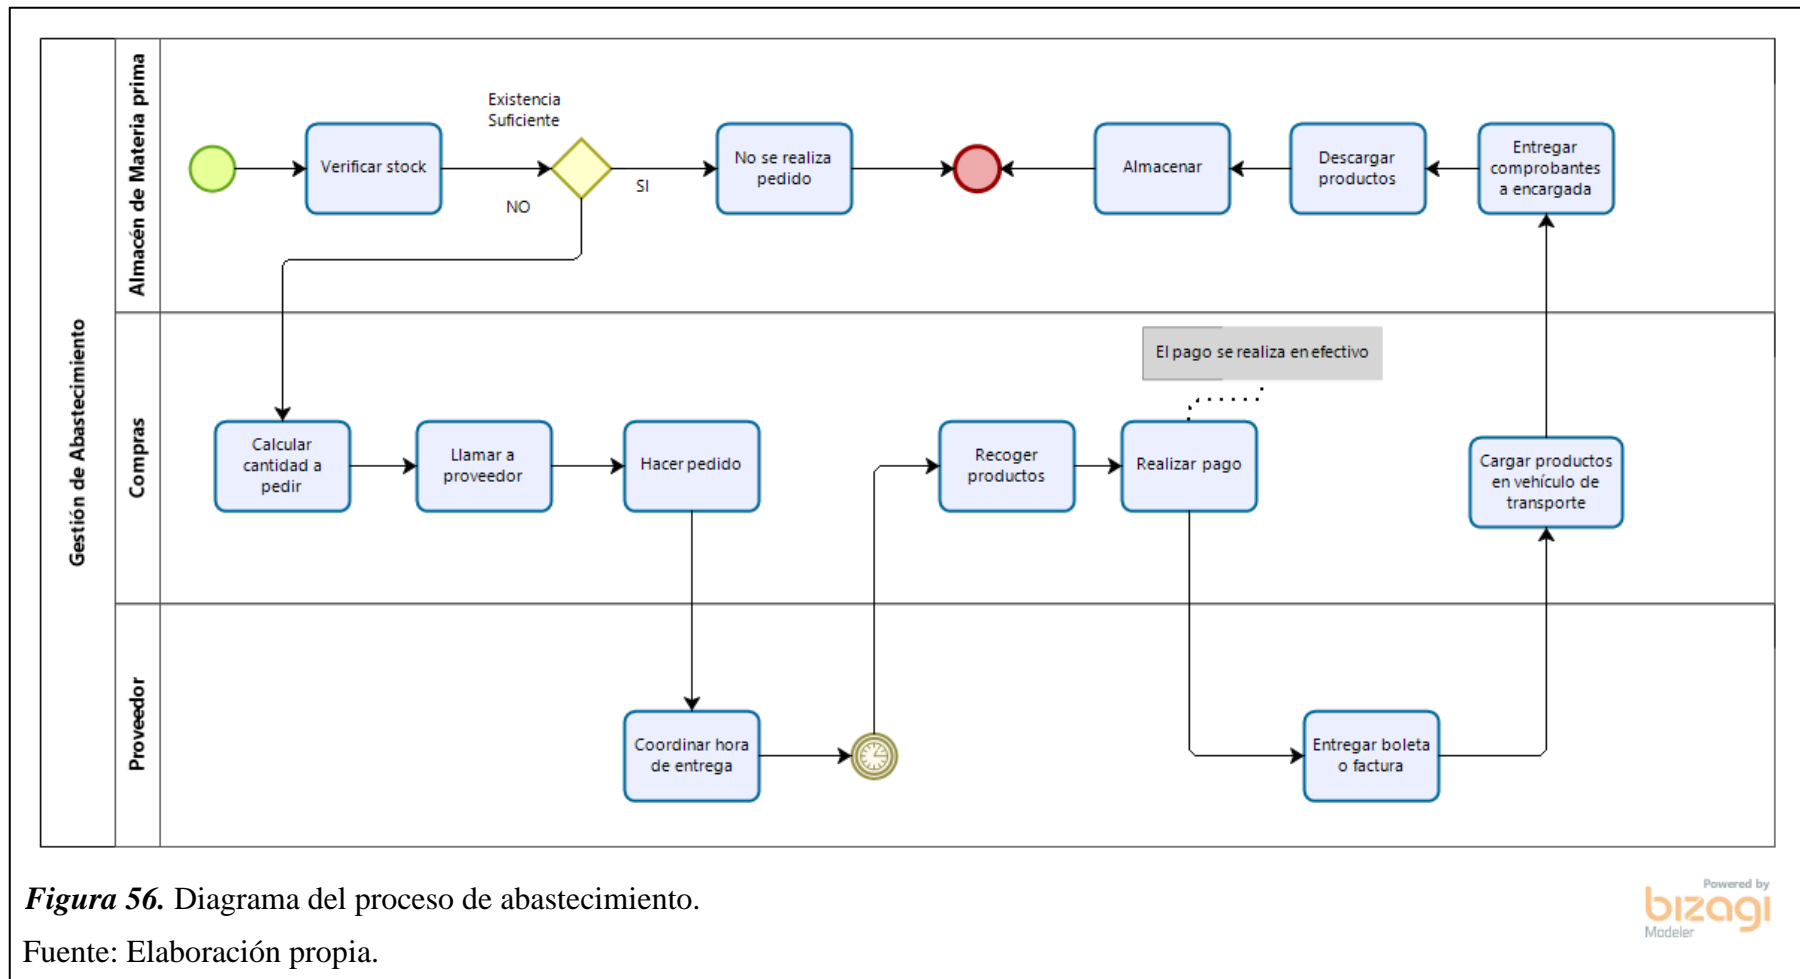 Gestión de Abastecimiento
Almacén de Materia prima
Existencia
Suficiente
Verificar stock
NO
SI
No se realiza
pedido
Almacenar
Descargar
productos
Entregar
comprobantes
a encargada
Compras
El pago se realiza en efectivo
Calcular
cantidad a
pedir
Llamar a
proveedor
Hacer pedido
Recoger
productos
Realizar pago
Cargar productos
en vehículo de
transporte
Proveedor
Coordinar hora
de entrega
Entregar boleta
o factura
Figura 56. Diagrama del proceso de abastecimiento.
Fuente: Elaboración propia.
Powered by
bizagi
Modeler